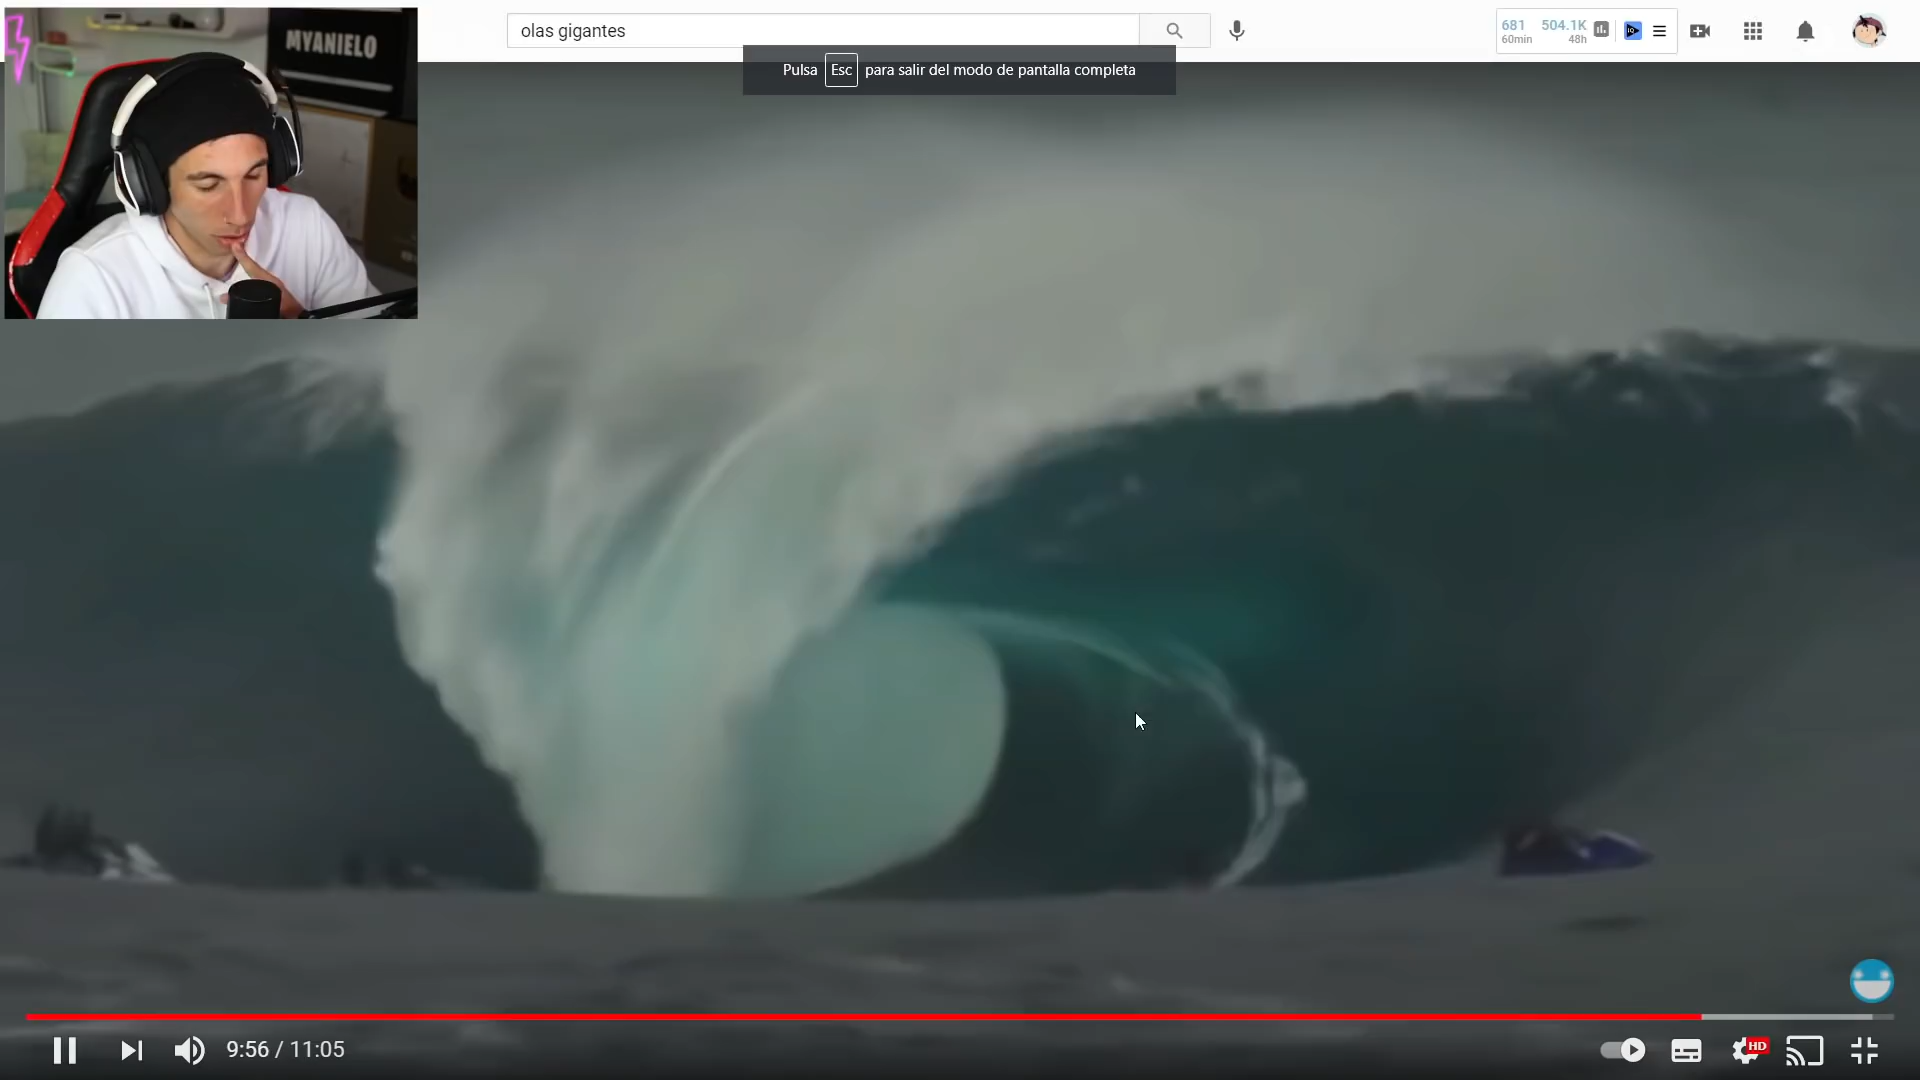 MYANIELO
olas gigantes
681 504.1K
60min 48h
IQ
Pulsa Esc para salir del modo de pantalla completa
9:56 / 11:05
HD